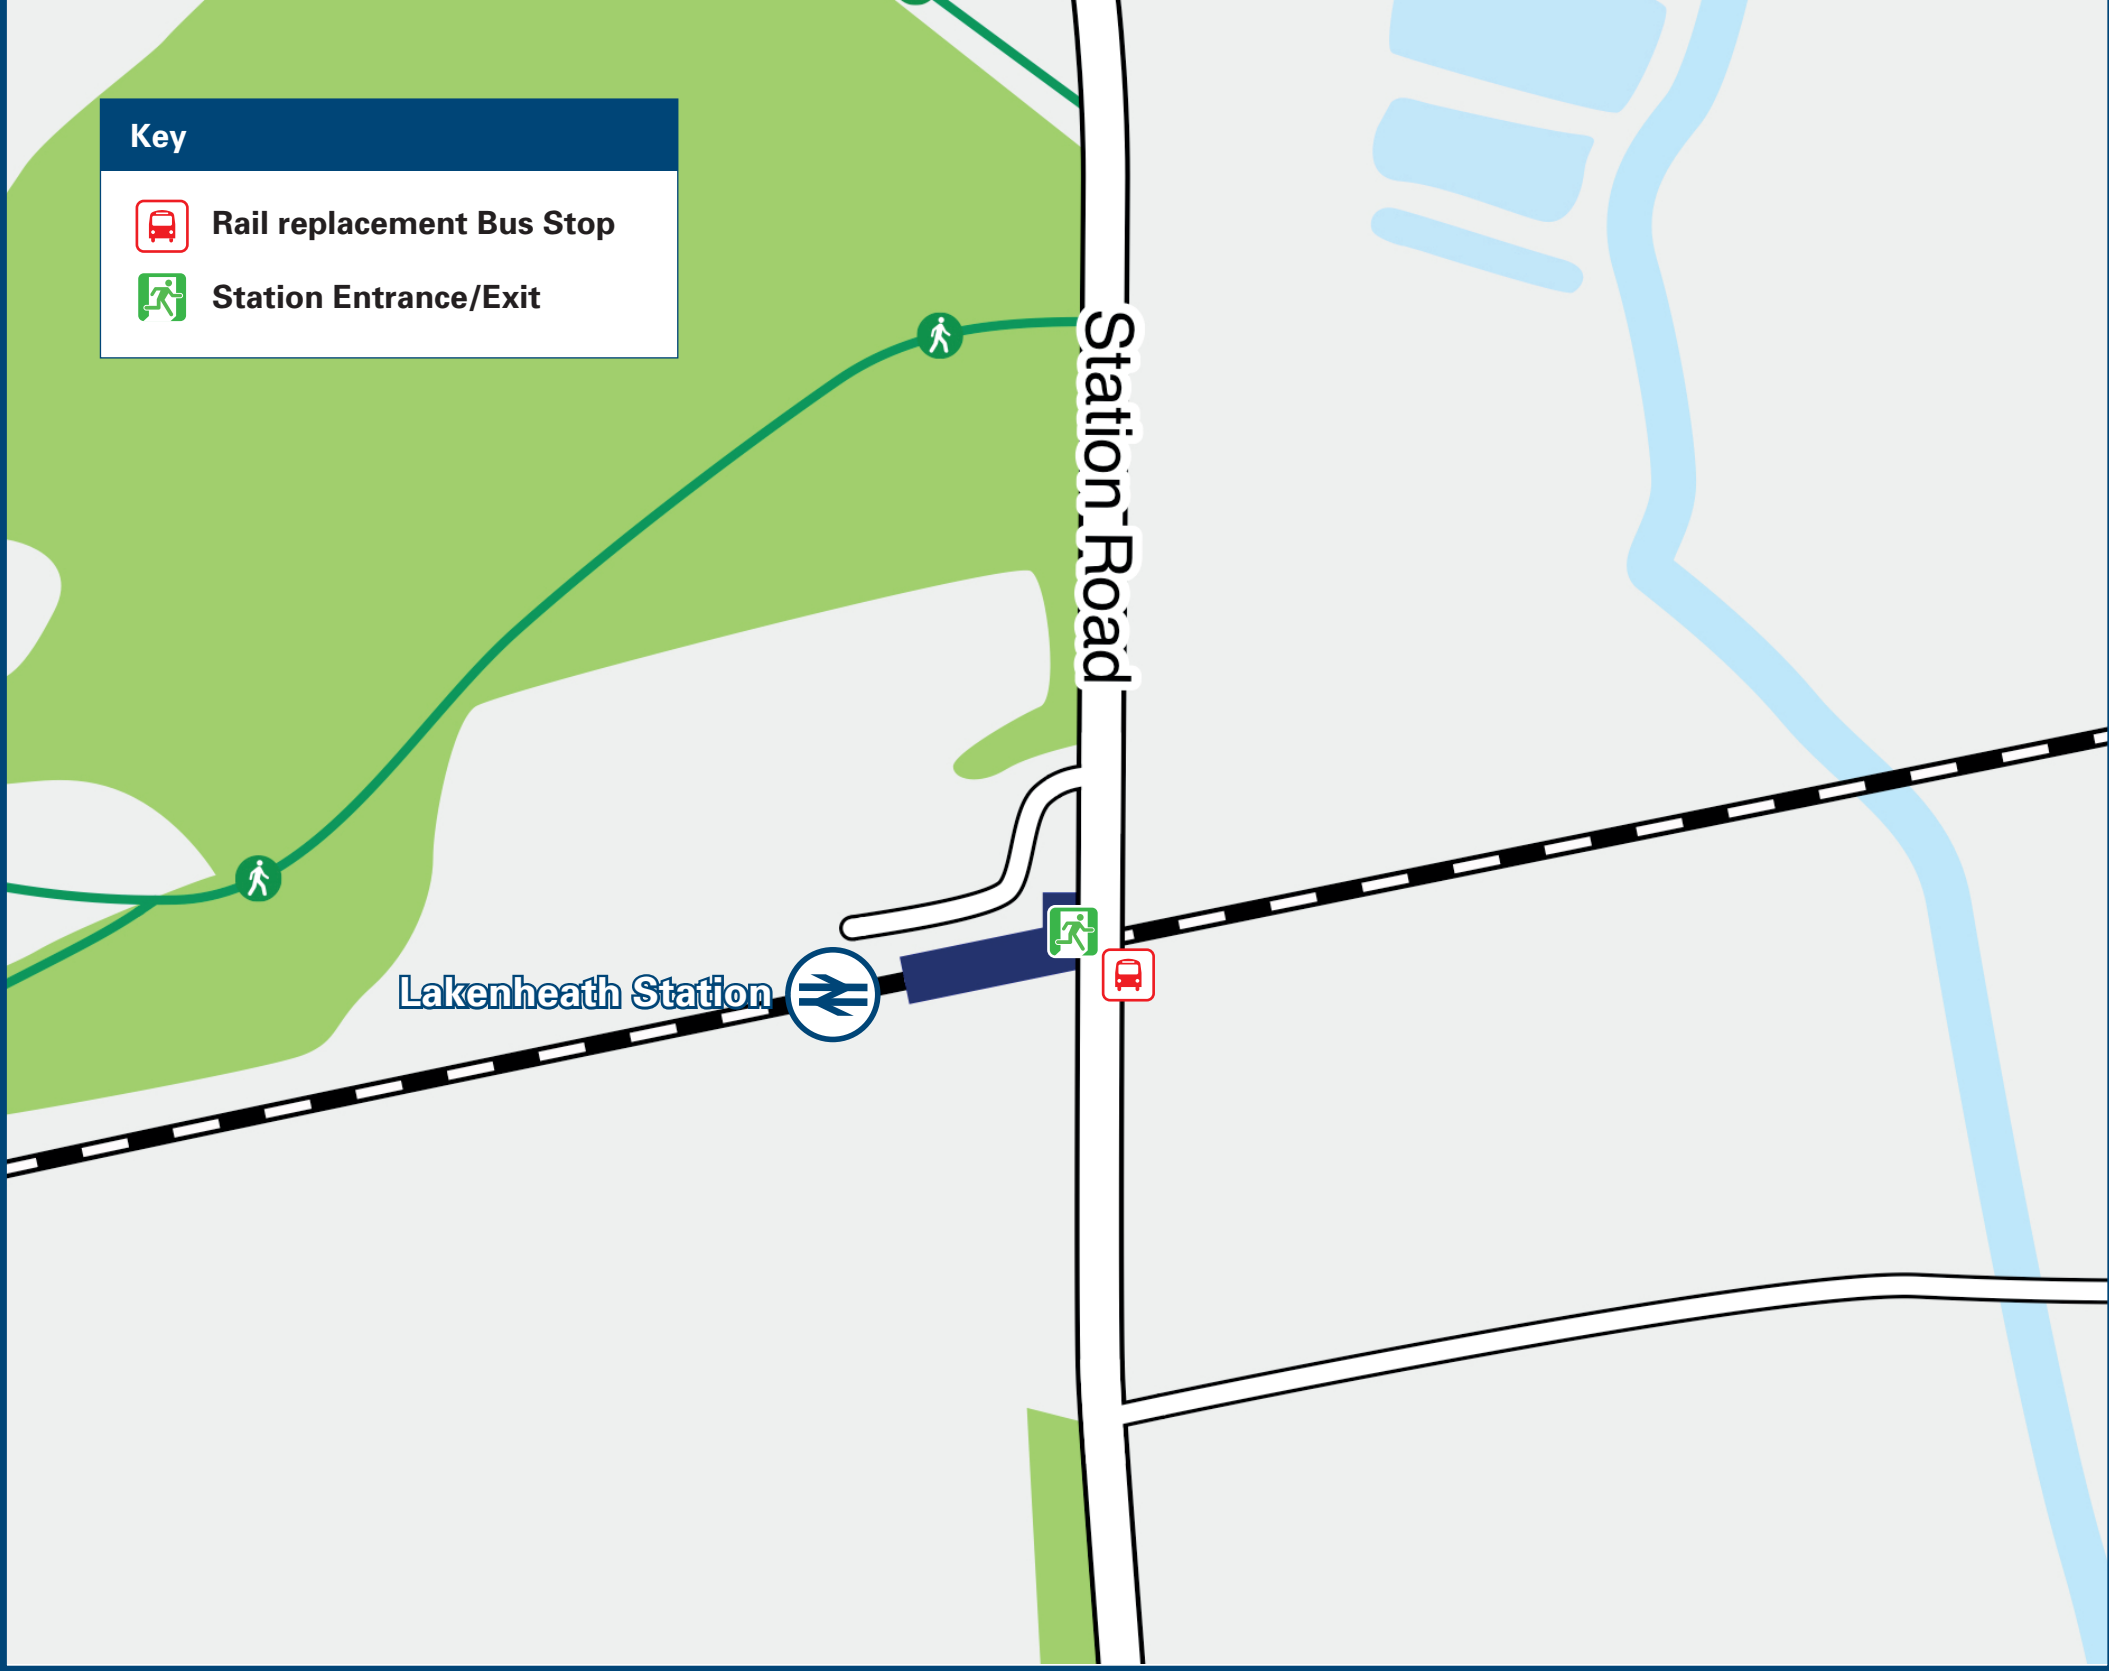 Key
Rail replacement Bus Stop
Station Entrance/Exit
Station Road
Lakenheath Station